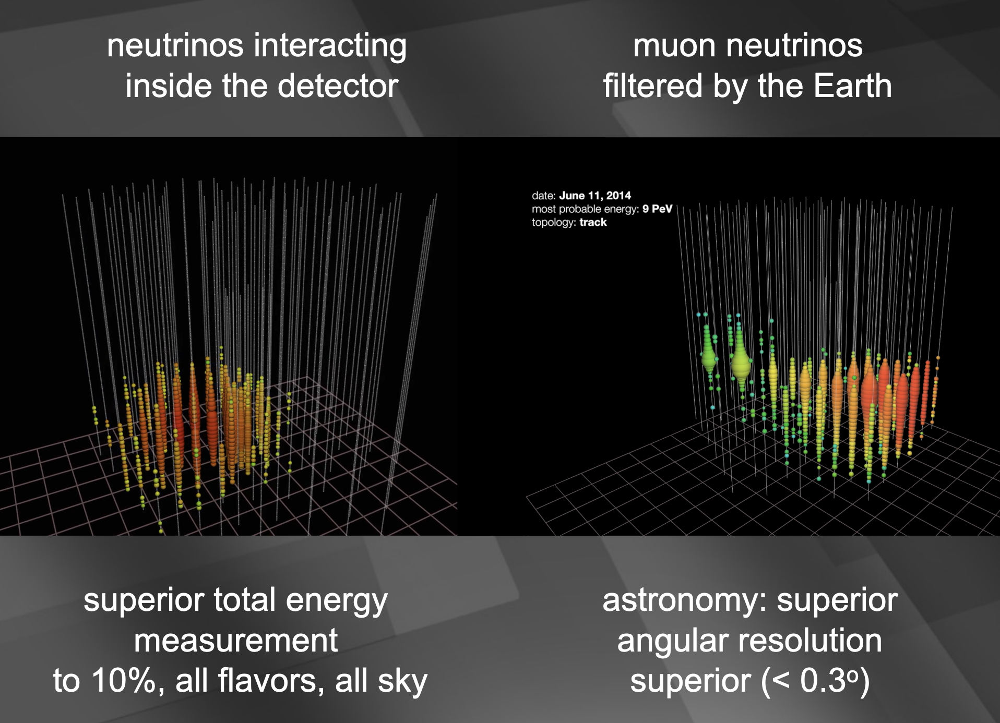 neutrinos interacting
inside the detector
muon neutrinos
filtered by the Earth
date: June 11, 2014
most probable energy: 9 PeV
topology: track
superior total energy
measurement
to 10%, all flavors, all sky
astronomy: superior
angular resolution
superior (< 0.3º)